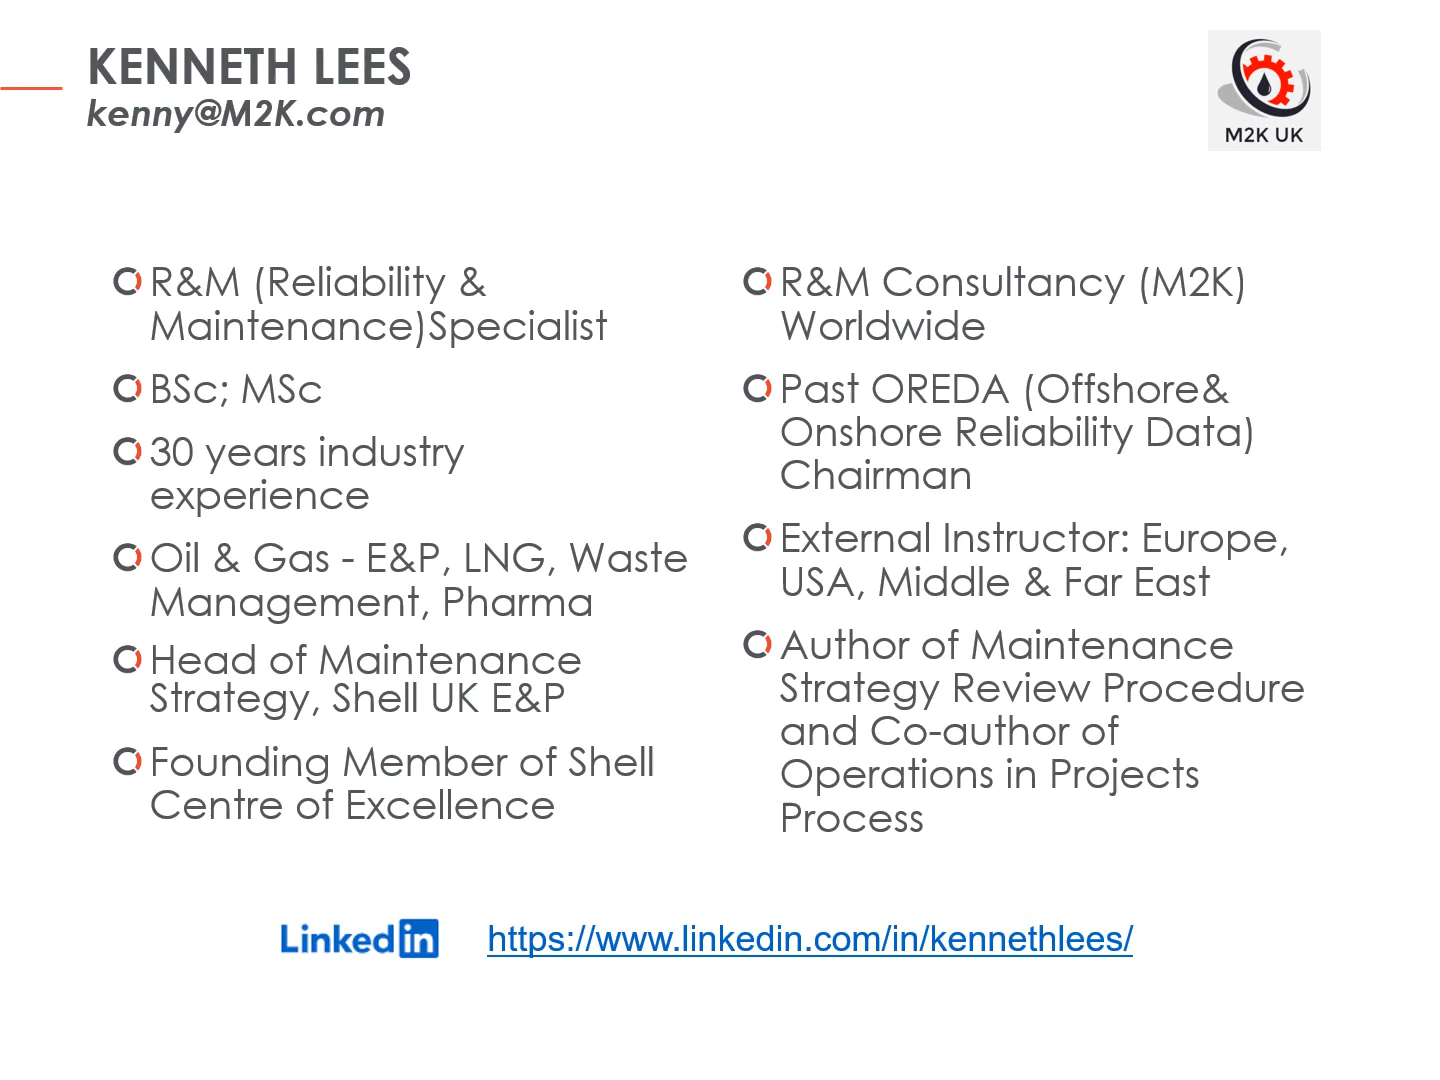 KENNETH LEES
kenny@M2K.com
M2K UK
R&M (Reliability &
Maintenance)Specialist
BSc; MSc
30 years industry
experience
Oil & Gas - E&P, LNG, Waste
Management, Pharma
Head of Maintenance
Strategy, Shell UK E&P
Founding Member of Shell
Centre of Excellence
R&M Consultancy (M2K)
Worldwide
Past OREDA (Offshore&
Onshore Reliability Data)
Chairman
External Instructor: Europe,
USA, Middle & Far East
Author of Maintenance
Strategy Review Procedure
and Co-author of
Operations in Projects
Process
Linkedin
https://www.linkedin.com/in/kennethlees/